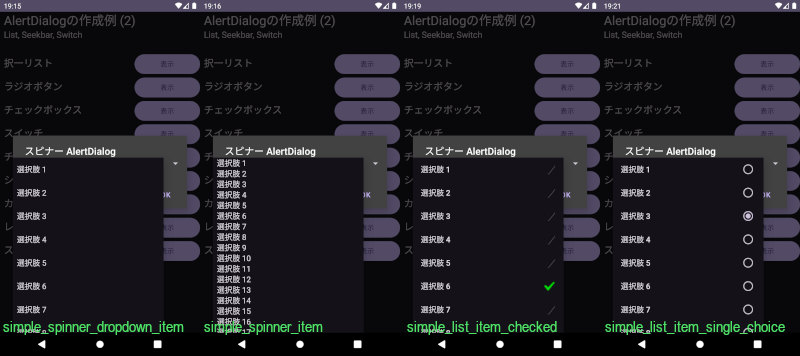 19:15
AlertDialogの作成例 (2)
List, Seekbar, Switch
択一リスト
表示
ラジオボタン
表示
チェックボックス
表示
スイッチ
表示
スピナー AlertDialog
選択肢 1
選択肢 2
選択肢 3
選択肢 4
選択肢 5
選択肢 6
選択肢 7
simple_spinner_dropdown_item
19:16
AlertDialogの作成例 (2)
List, Seekbar, Switch
択一リスト
表示
ラジオボタン
表示
チェックボックス
表示
スイッチ
表示
スピナー AlertDialog
選択肢 1
選択肢 2
選択肢 3
選択肢 4
選択肢 5
選択肢 6
選択肢 7
選択肢 8
選択肢 9
選択肢 10
選択肢 11
選択肢 12
選択肢 13
選択肢 14
選択肢 15
選択肢 16
simple_spinner_item
19:19
AlertDialogの作成例 (2)
List, Seekbar, Switch
択一リスト
表示
ラジオボタン
表示
チェックボックス
表示
スイッチ
表示
スピナー AlertDialog
選択肢 1
選択肢 2
選択肢 3
選択肢 4
選択肢 5
選択肢 6
選択肢 7
simple_list_item_checked
19:21
AlertDialogの作成例 (2)
List, Seekbar, Switch
択一リスト
表示
ラジオボタン
表示
チェックボックス
表示
スイッチ
表示
スピナー AlertDialog
選択肢 1
選択肢 2
選択肢 3
選択肢 4
選択肢 5
選択肢 6
選択肢 7
simple_list_item_single_choice